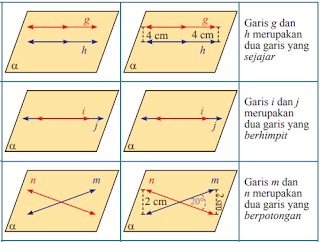 g
h
α
g
4 cm 4 cm
h
α
Garis g dan
h merupakan
dua garis yang
sejajar
i
j
α
i
j
α
Garis i dan j
merupakan
dua garis yang
berhimpit
n m
α
n m
2 cm 20° 2 cm
α
Garis m dan
n merupakan
dua garis yang
berpotongan